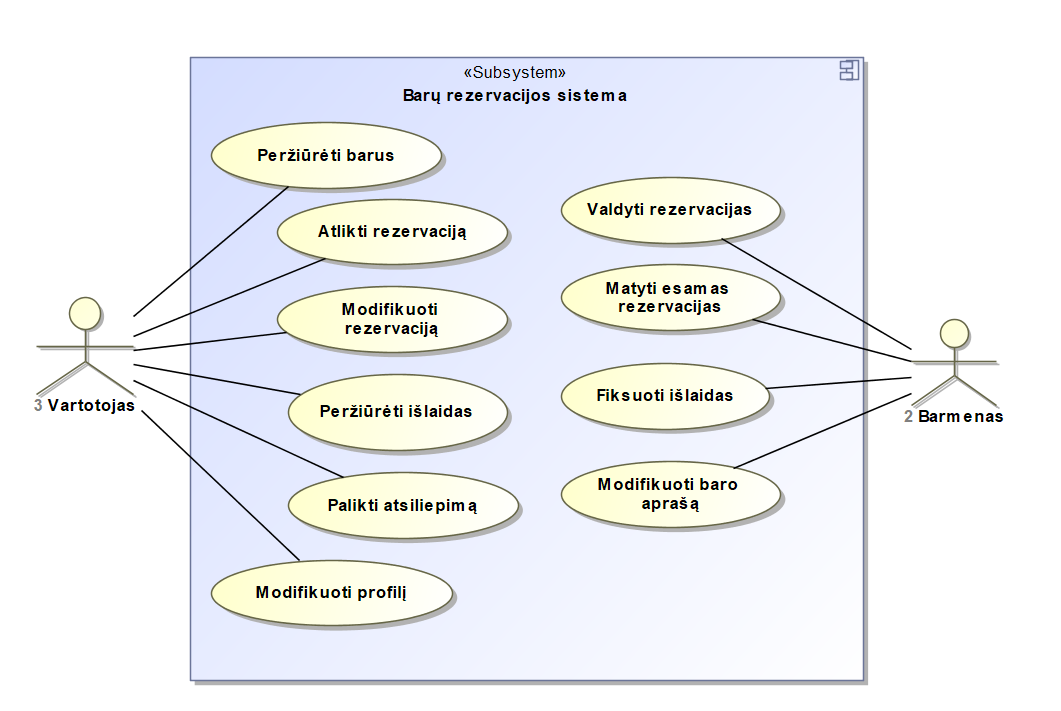 «Subsystem»
Barų rezervacijos sistema
Peržiūrėti barus
Atlikti rezervaciją
Modifikuoti
rezervaciją
Peržiūrėti išlaidas
Palikti atsiliepimą
Modifikuoti profilį
Valdyti rezervacijas
Matyti esamas
rezervacijas
Fiksuoti išlaidas
Modifikuoti baro
aprašą
3 Vartotojas
2 Barmenas